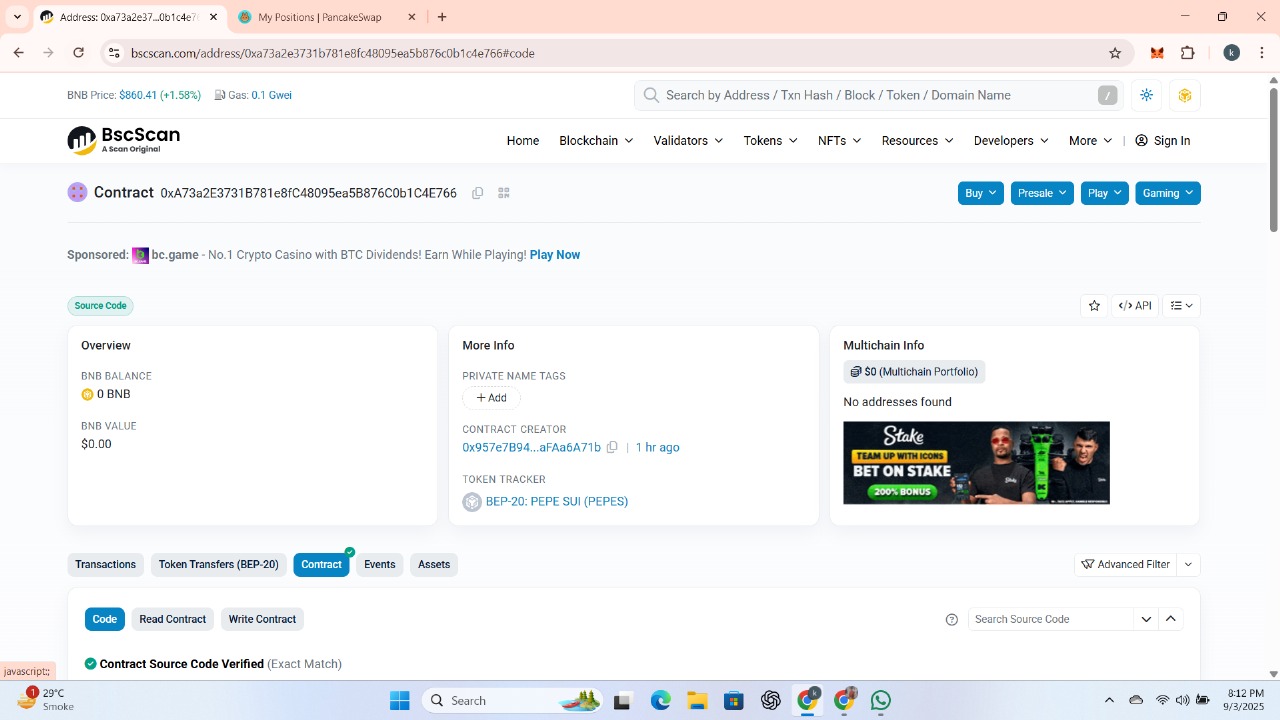 Address 0xa73a2e37...0b1c4e7
My Positions | PancakeSwap
bscscan.com/address/0xa73a2e3731b781e8fc48095ea5b876c0b1c4e766#code
k
BNB Price: $860.41 (+1.58%) Gas: 0.1 Gwei
Search by Address / Txn Hash / Block / Token / Domain Name /
BscScan
A Scan Original
Home Blockchain Validators Tokens NFTs Resources Developers More | Sign In
Contract 0xA73a2E3731B781e8fC48095ea5B876C0b1C4E766
Buy Presale Play Gaming
Sponsored: bc.game - No.1 Crypto Casino with BTC Dividends! Earn While Playing! Play Now
Source Code
</> API
Overview
BNB BALANCE
0 BNB
BNB VALUE
$0.00
More Info
PRIVATE NAME TAGS
+ Add
CONTRACT CREATOR
0x957e7B94...aFAa6A71b | 1 hr ago
TOKEN TRACKER
BEP-20: PEPE SUI (PEPES)
Multichain Info
$0 (Multichain Portfolio)
No addresses found
Stake
TEAM UP WITH ICONS
BET ON STAKE
200% BONUS
Transactions Token Transfers (BEP-20) Contract Events Assets
Advanced Filter
Code Read Contract Write Contract
Search Source Code
Contract Source Code Verified (Exact Match)
javascript:;
1
29°C
Smoke
Search
k
8:12 PM
9/3/2025